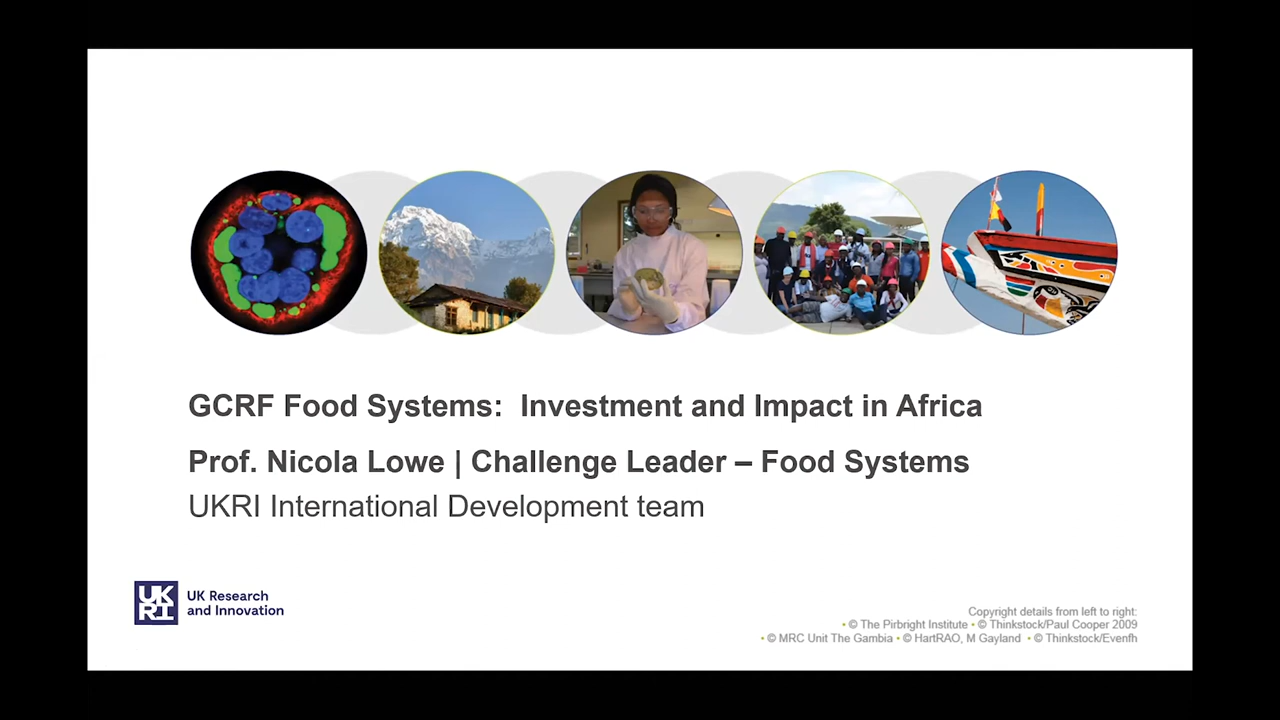 GCRF Food Systems:  Investment and Impact in Africa
Prof. Nicola Lowe | Challenge Leader – Food Systems
UKRI International Development team
UK
RI
UK Research
and Innovation
Copyright details from left to right:
• © The Pirbright Institute • © Thinkstock/Paul Cooper 2009
• © MRC Unit The Gambia • © HartRAO, M Gayland • © Thinkstock/Evenfh